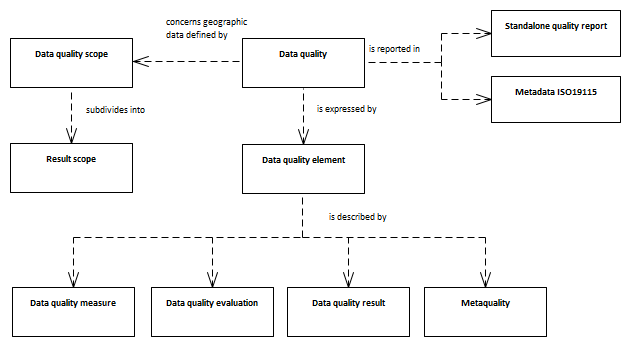 concerns geographic
data defined by
Standalone quality report
Data quality scope
Data quality
is reported in
Metadata ISO19115
subdivides into
is expressed by
Result scope
Data quality element
is described by
Data quality measure
Data quality evaluation
Data quality result
Metaquality